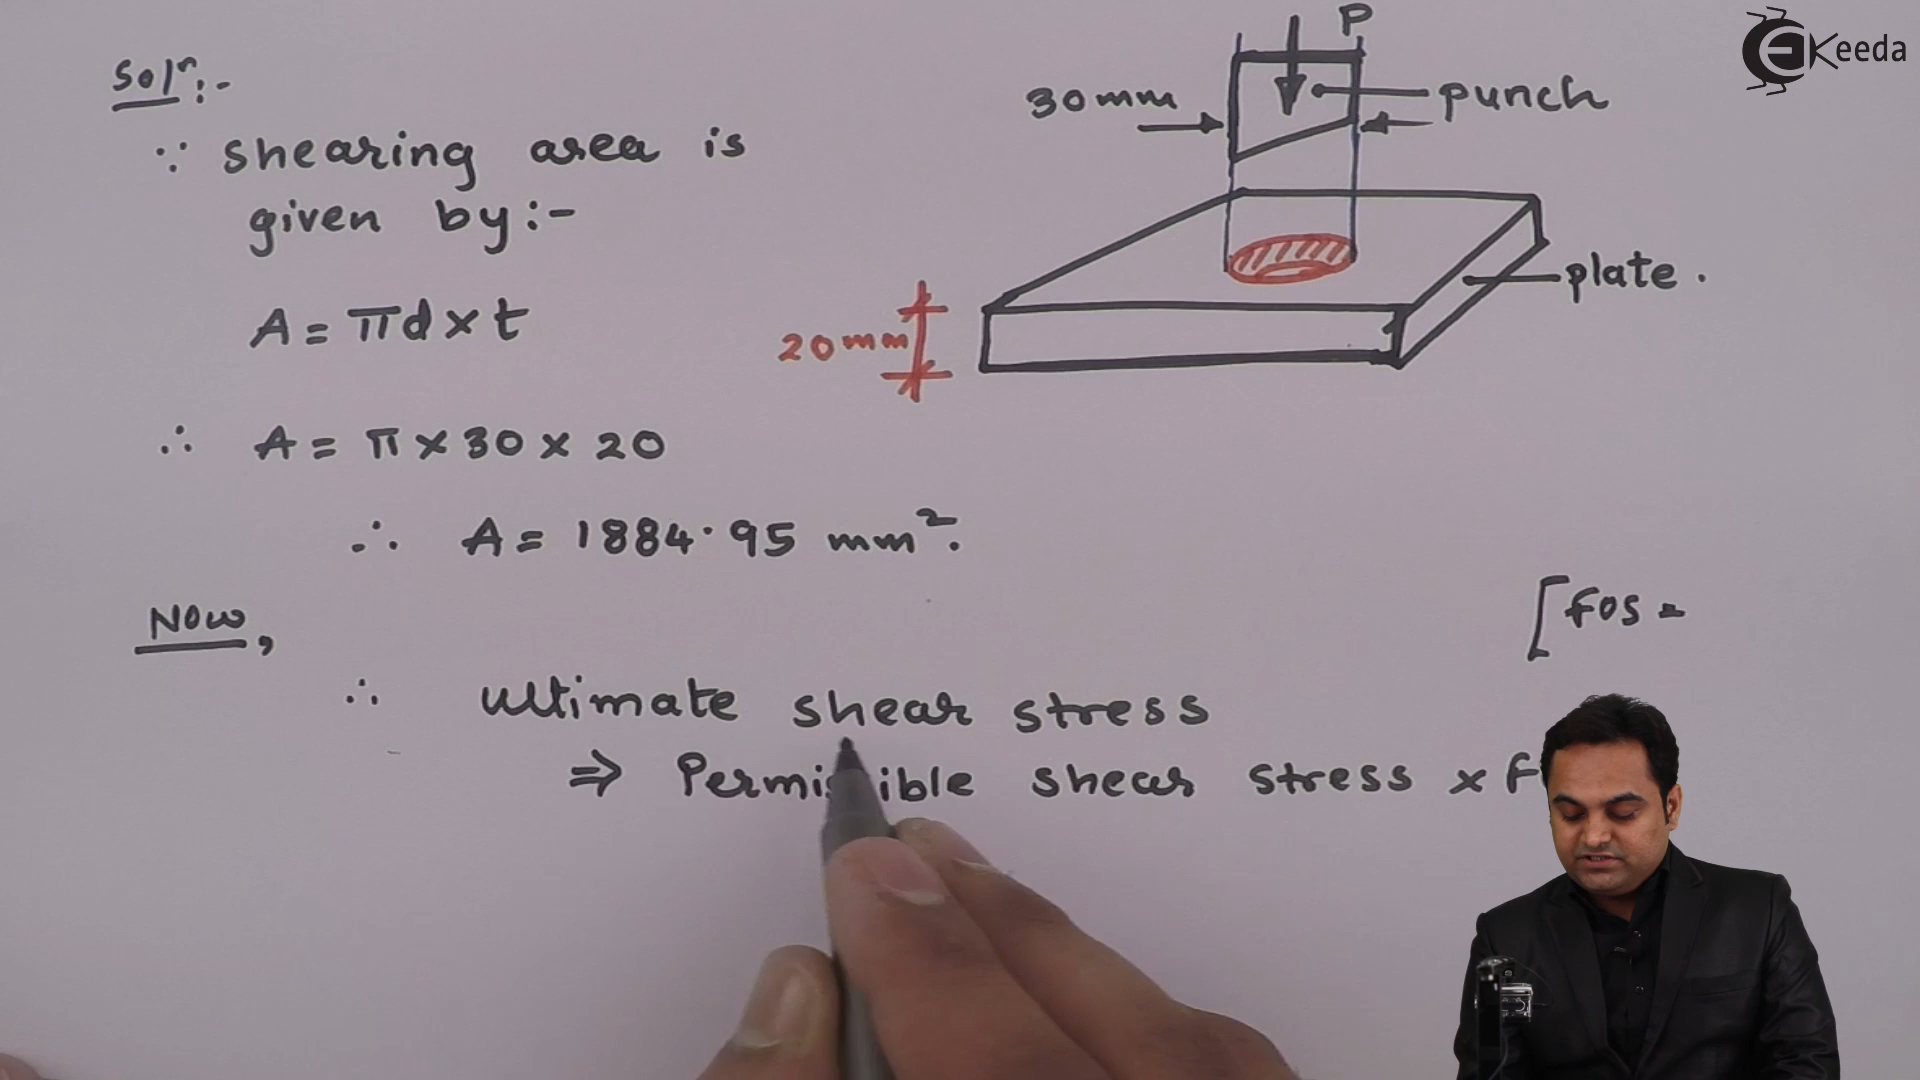 Solⁿ:-
∵ shearing area is
given by:-
A = πd x t
∴ A = π x 30 x 20
∴ A = 1884.95 mm².
Now,
∴ ultimate shear stress
⇒ Permissible shear stress x
[FOS =
P
30mm
punch
plate.
20mm
EKeeda